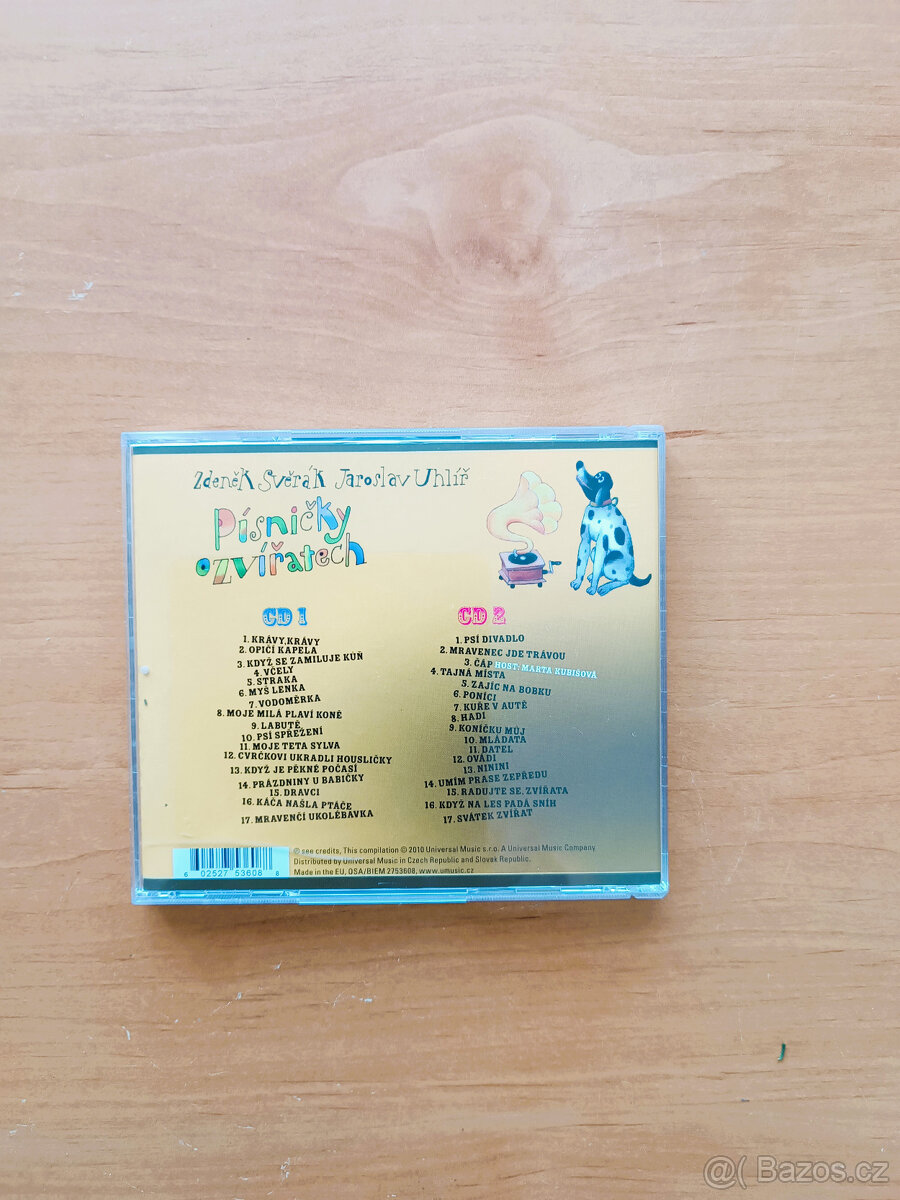 Zdeněk Svěrák Jaroslav Uhlíř
Písničky
o zvířatech
CD 1
1. KRÁVY, KRÁVY
2. OPIČÍ KAPELA
3. KDYŽ SE ZAMILUJE KŮŇ
4. VČELY
5. STRAKA
6. MYŠ LENKA
7. VODOMĚRKA
8. MOJE MILÁ PLAVÍ KONĚ
9. LABUTĚ
10. PSÍ SPŘEŽENÍ
11. MOJE TETA SYLVA
12. CVRČKOVI UKRADLI HOUSLIČKY
13. KDYŽ JE PĚKNÉ POČASÍ
14. PRÁZDNINY U BABIČKY
15. DRAVCI
16. KÁČA NAŠLA PTÁČE
17. MRAVENČÍ UKOLÉBAVKA
CD 2
1. PSÍ DIVADLO
2. MRAVENEC JDE TRÁVOU
3. ČÁP HOST: MARTA KUBIŠOVÁ
4. TAJNÁ MÍSTA
5. ZAJÍC NA BOBKU
6. PONÍCI
7. KUŘE V AUTĚ
8. HADI
9. KONÍČKU MŮJ
10. MLÁĎATA
11. DATEL
12. OVÁDI
13. NININI
14. UMÍM PRASE ZEPŘEDU
15. RADUJTE SE, ZVÍŘATA
16. KDYŽ NA LES PADÁ SNÍH
17. SVÁTEK ZVÍŘAT
℗ see credits, This compilation © 2010 Universal Music s.r.o. A Universal Music Company.
Distributed by Universal Music in Czech Republic and Slovak Republic.
Made in the EU, OSA/BIEM 2753608, www.umusic.cz
6 02527 53608 8
@( Bazos.cz